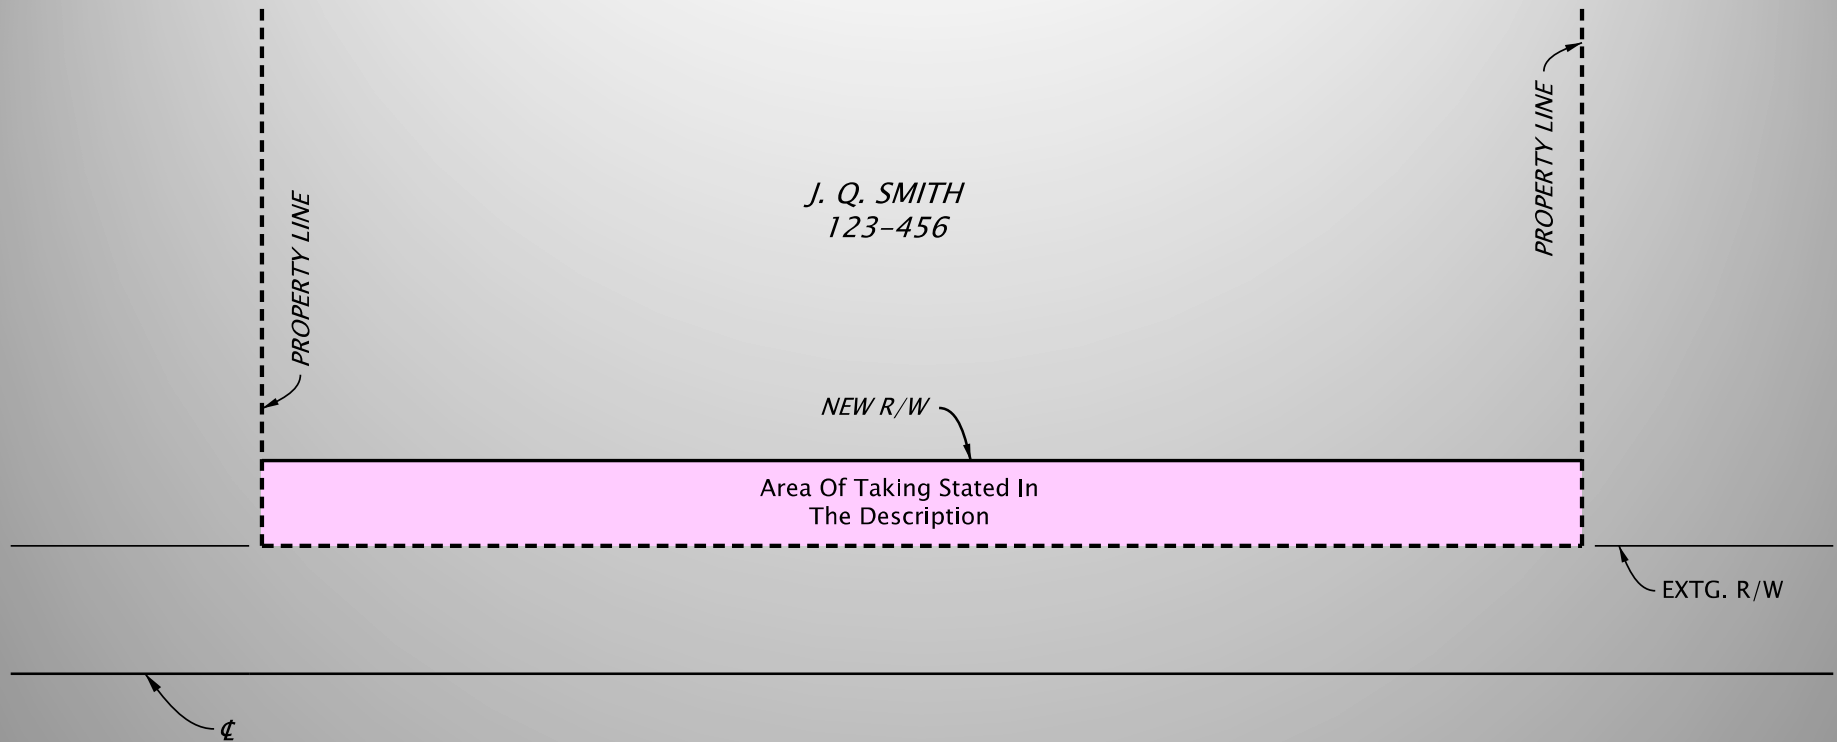 PROPERTY LINE
J. Q. SMITH
123-456
PROPERTY LINE
NEW R/W
Area Of Taking Stated In
The Description
EXTG. R/W
℄